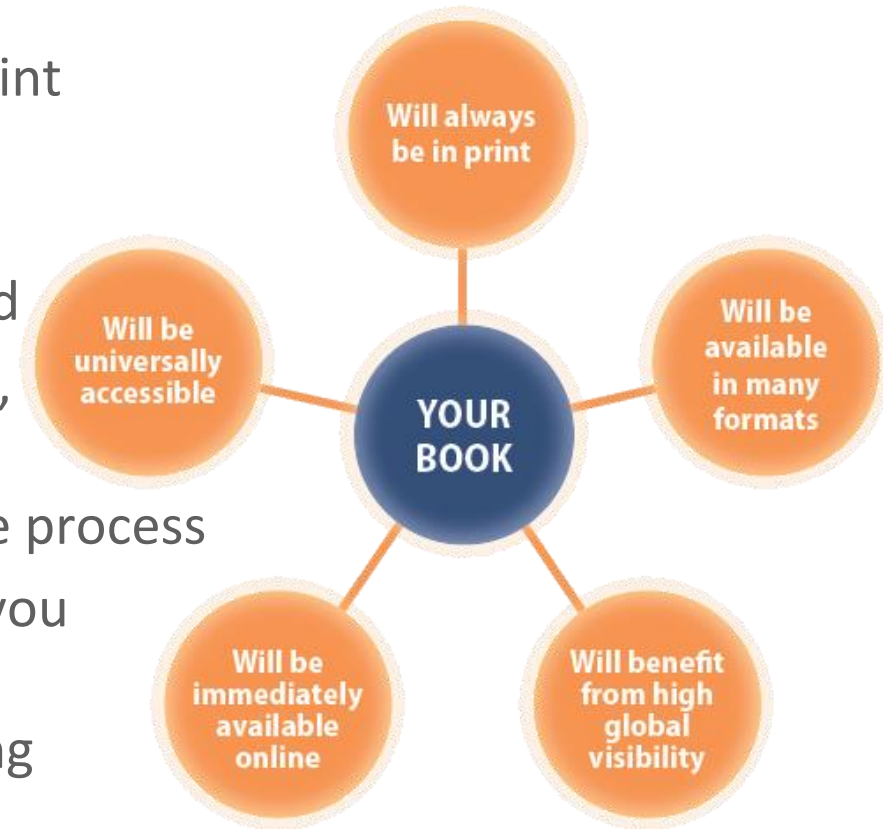 int
d
,
e process
you
ng
Will always
be in print
Will be
universally
accessible
Will be
available
in many
formats
YOUR
BOOK
Will be
immediately
available
online
Will benefit
from high
global
visibility